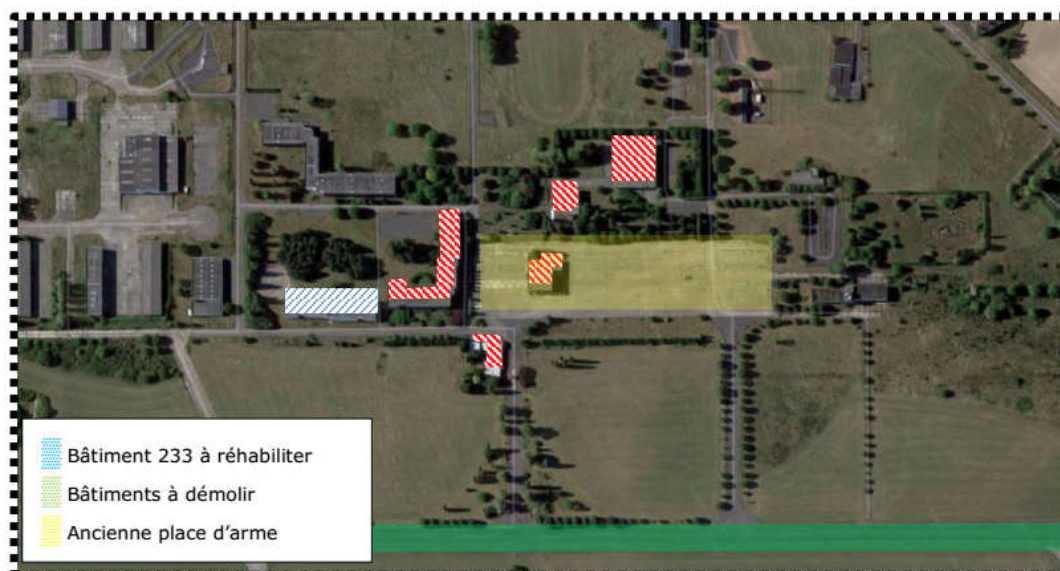 Bâtiment 233 à réhabiliter
Bâtiments à démolir
Ancienne place d'arme